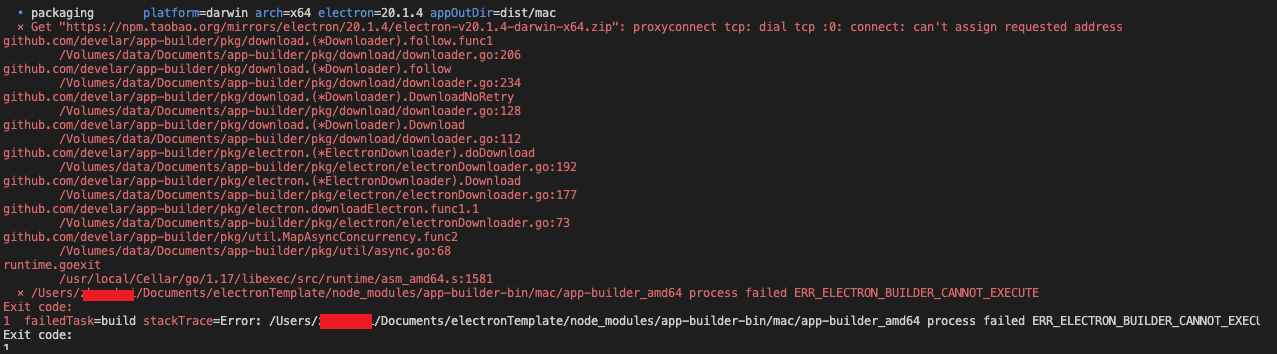 • packaging platform=darwin arch=x64 electron=20.1.4 appOutDir=dist/mac
⨯ Get "https://npm.taobao.org/mirrors/electron/20.1.4/electron-v20.1.4-darwin-x64.zip": proxyconnect tcp: dial tcp :0: connect: can't assign requested address
github.com/develar/app-builder/pkg/download.(*Downloader).follow.func1
/Volumes/data/Documents/app-builder/pkg/download/downloader.go:206
github.com/develar/app-builder/pkg/download.(*Downloader).follow
/Volumes/data/Documents/app-builder/pkg/download/downloader.go:234
github.com/develar/app-builder/pkg/download.(*Downloader).DownloadNoRetry
/Volumes/data/Documents/app-builder/pkg/download/downloader.go:128
github.com/develar/app-builder/pkg/download.(*Downloader).Download
/Volumes/data/Documents/app-builder/pkg/download/downloader.go:112
github.com/develar/app-builder/pkg/electron.(*ElectronDownloader).doDownload
/Volumes/data/Documents/app-builder/pkg/electron/electronDownloader.go:192
github.com/develar/app-builder/pkg/electron.(*ElectronDownloader).Download
/Volumes/data/Documents/app-builder/pkg/electron/electronDownloader.go:177
github.com/develar/app-builder/pkg/electron.downloadElectron.func1.1
/Volumes/data/Documents/app-builder/pkg/electron/electronDownloader.go:73
github.com/develar/app-builder/pkg/util.MapAsyncConcurrency.func2
/Volumes/data/Documents/app-builder/pkg/util/async.go:68
runtime.goexit
/usr/local/Cellar/go/1.17/libexec/src/runtime/asm_amd64.s:1581
⨯ /Users/ /Documents/electronTemplate/node_modules/app-builder-bin/mac/app-builder_amd64 process failed ERR_ELECTRON_BUILDER_CANNOT_EXECUTE
Exit code:
1 failedTask=build stackTrace=Error: /Users/ /Documents/electronTemplate/node_modules/app-builder-bin/mac/app-builder_amd64 process failed ERR_ELECTRON_BUILDER_CANNOT_EXECU
Exit code:
1